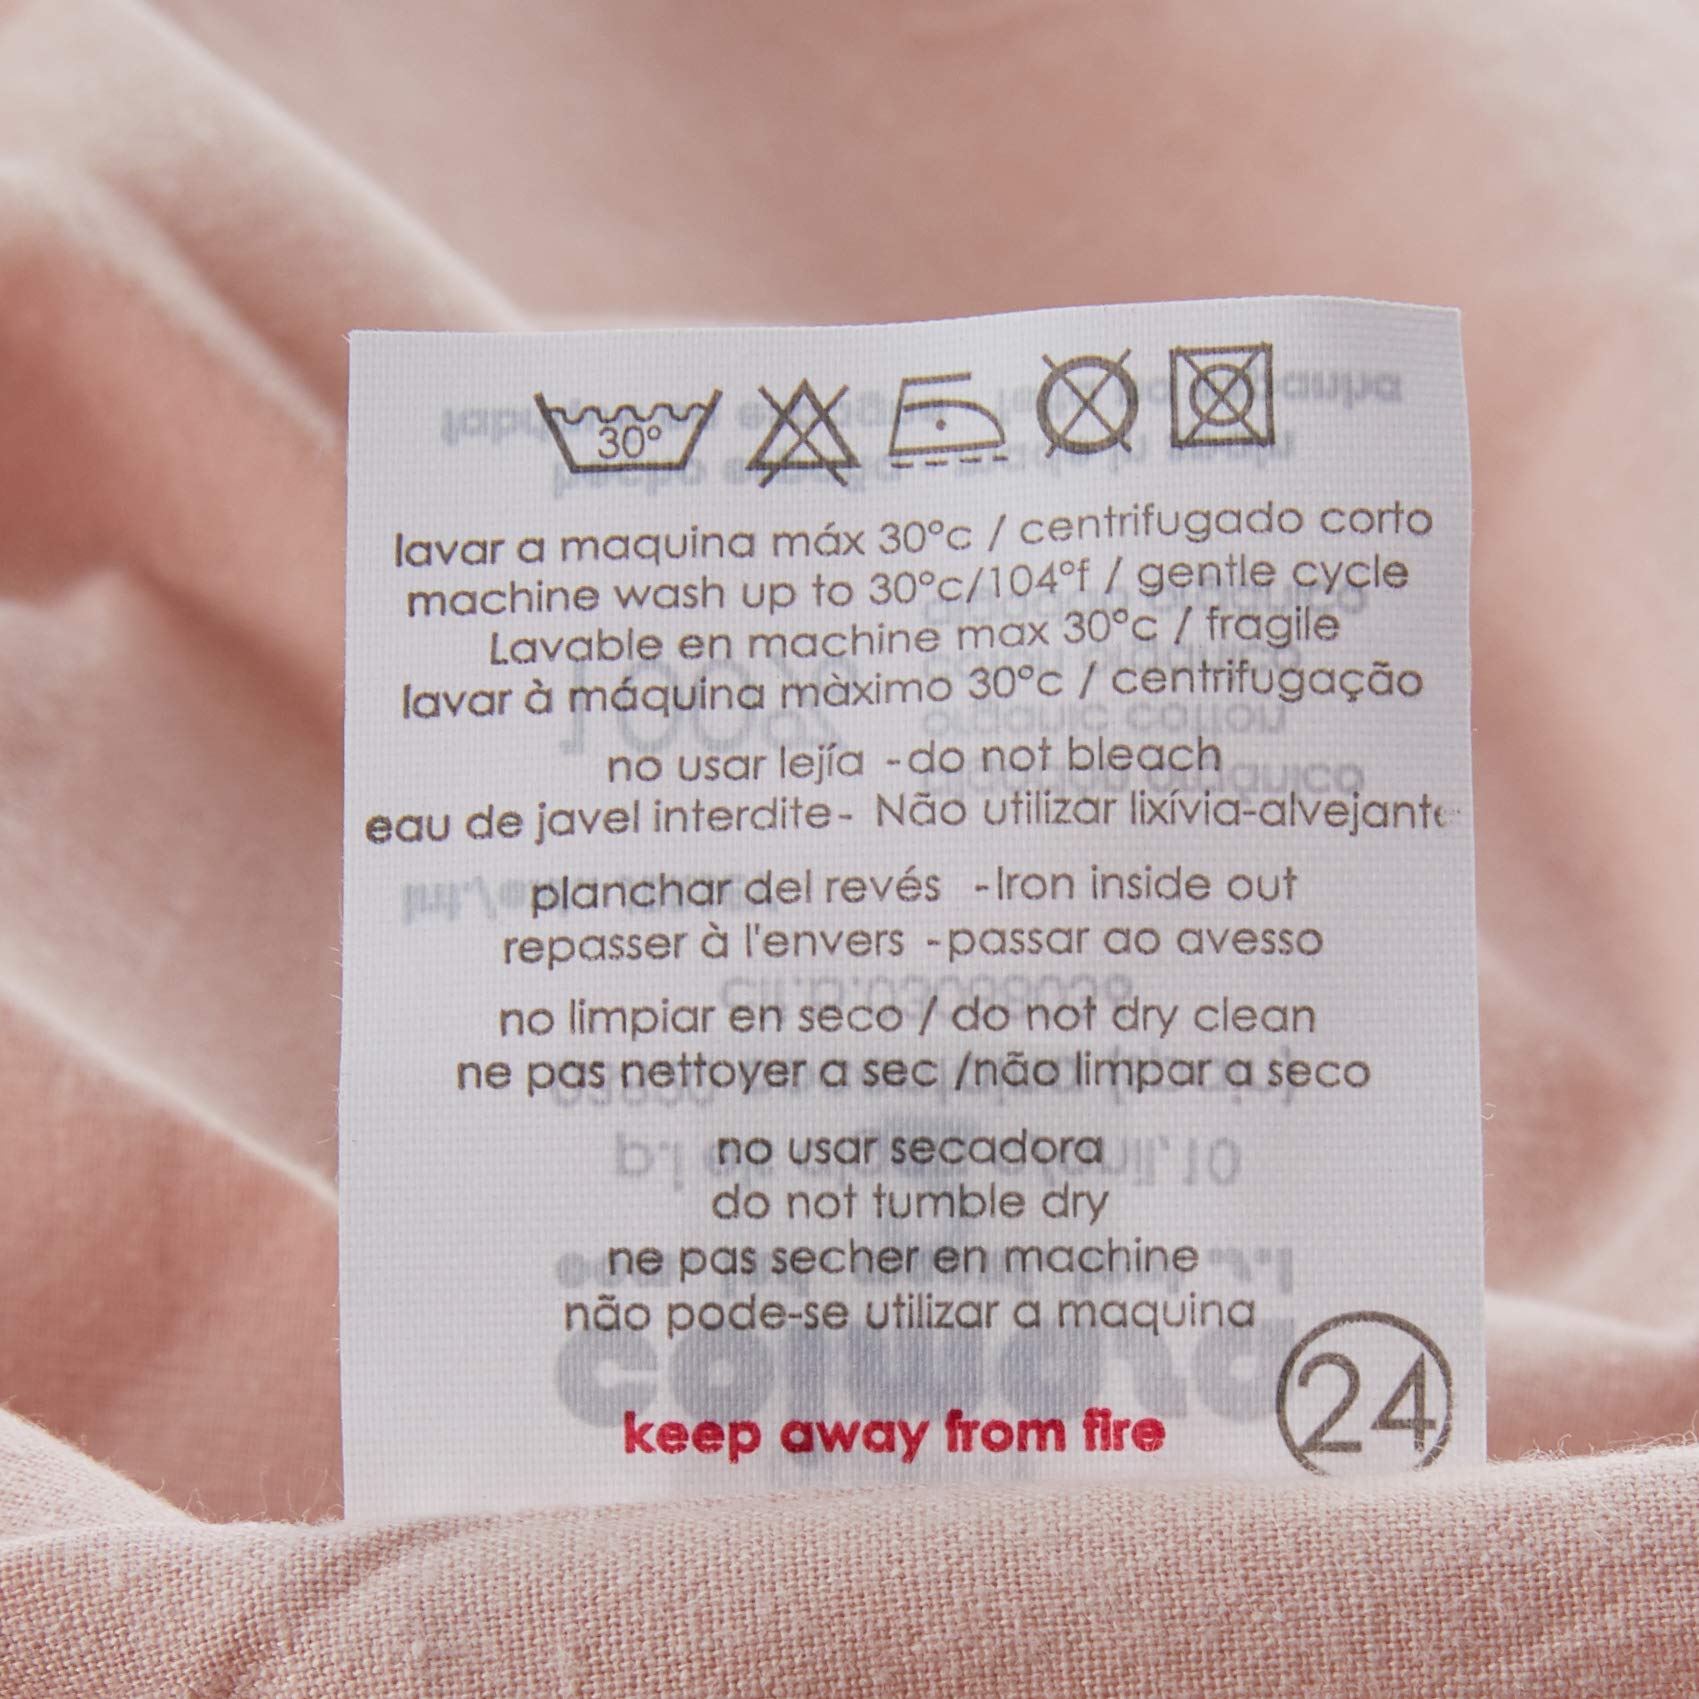 30°
lavar a maquina máx 30°c / centrifugado corto
machine wash up to 30°c/104°f / gentle cycle
Lavable en machine max 30°c / fragile
lavar à máquina màximo 30°c / centrifugação
no usar lejía -do not bleach
eau de javel interdite- Não utilizar lixívia-alvejante
planchar del revés -Iron inside out
repasser à l'envers -passar ao avesso
no limpiar en seco / do not dry clean
ne pas nettoyer a sec /não limpar a seco
no usar secadora
do not tumble dry
ne pas secher en machine
não pode-se utilizar a maquina
keep away from fire
24